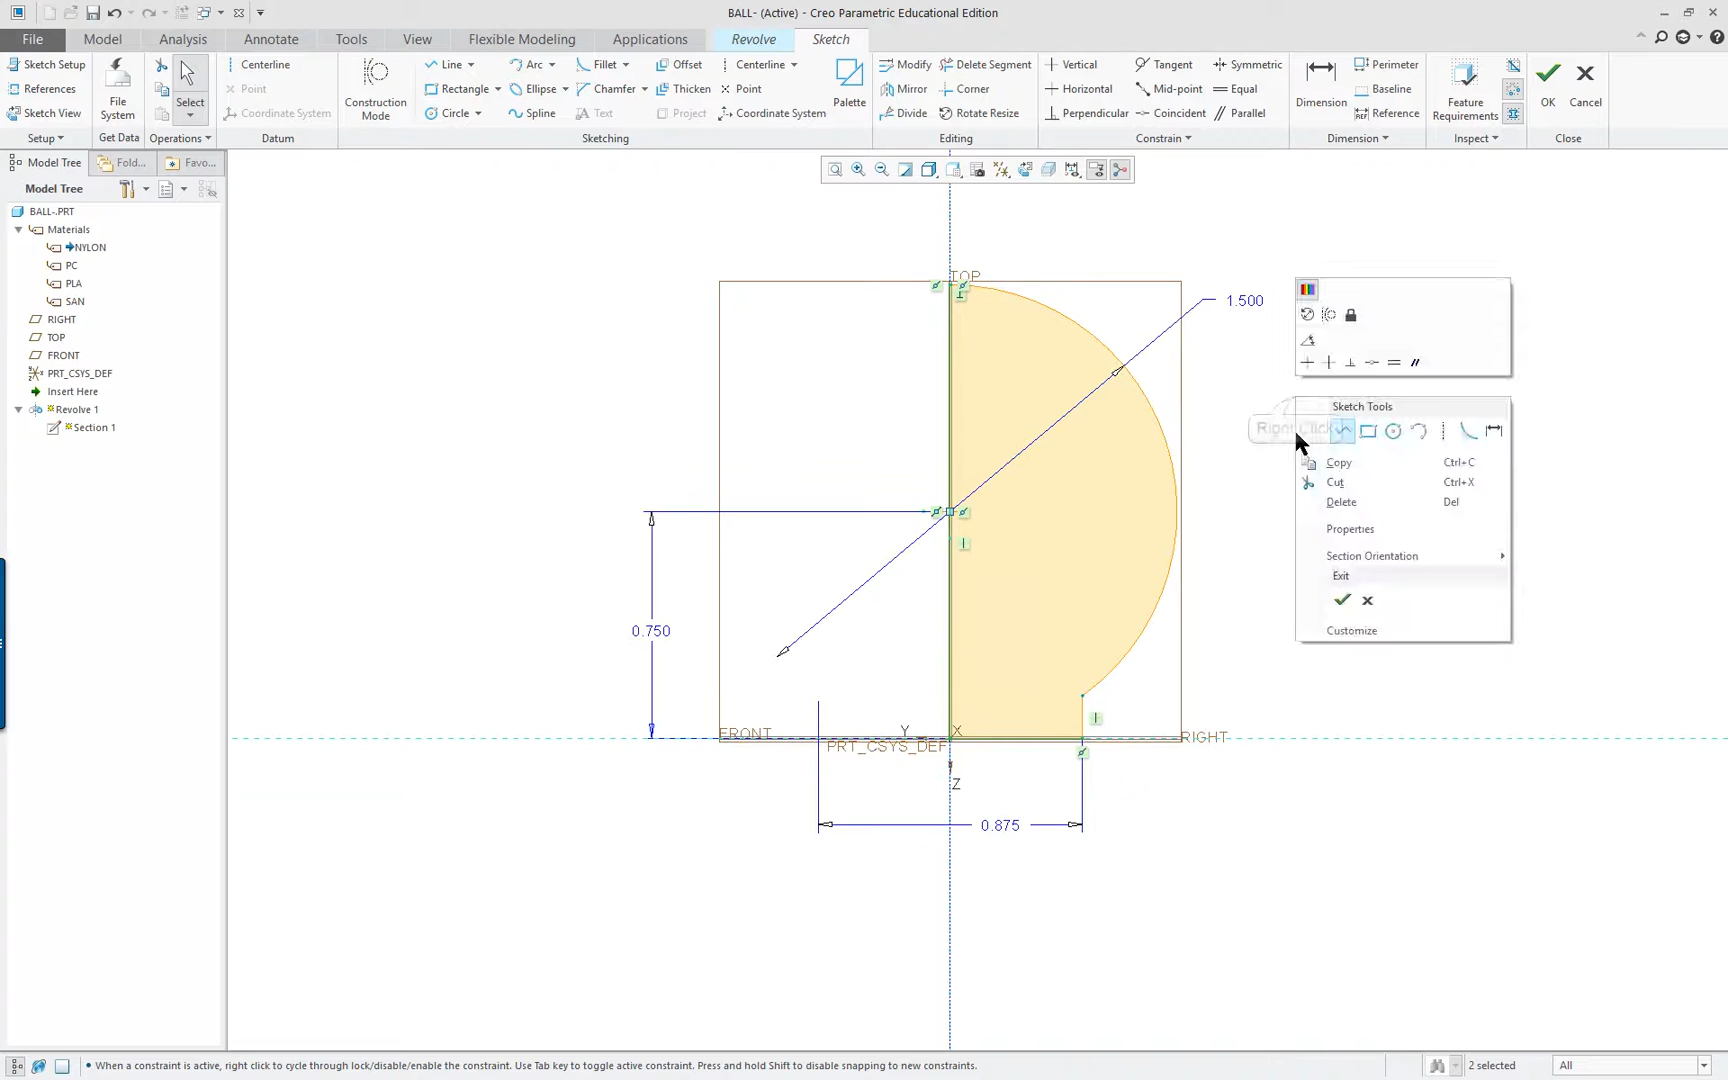 BALL- (Active) - Creo Parametric Educational Edition
File Model Analysis Annotate Tools View Flexible Modeling Applications Revolve Sketch
Sketch Setup
References
Sketch View
Setup
File System
Get Data
Select
Operations
Centerline
Point
Coordinate System
Datum
Construction Mode
Line Arc Fillet Offset Centerline
Rectangle Ellipse Chamfer Thicken Point
Circle Spline Text Project Coordinate System
Palette
Sketching
Modify Delete Segment
Mirror Corner
Divide Rotate Resize
Editing
Vertical Tangent Symmetric
Horizontal Mid-point Equal
Perpendicular Coincident Parallel
Constrain
Dimension
Perimeter
Baseline
Reference
Dimension
Feature Requirements
Inspect
OK Cancel
Close
Model Tree Fold... Favo...
Model Tree
BALL-.PRT
Materials
NYLON
PC
PLA
SAN
RIGHT
TOP
FRONT
PRT_CSYS_DEF
Insert Here
Revolve 1
Section 1
TOP
1.500
0.750
FRONT
Y
X
RIGHT
PRT_CSYS_DEF
Z
0.875
Sketch Tools
Copy Ctrl+C
Cut Ctrl+X
Delete Del
Properties
Section Orientation
Exit
Customize
When a constraint is active, right click to cycle through lock/disable/enable the constraint. Use Tab key to toggle active constraint. Press and hold Shift to disable snapping to new constraints.
2 selected
All